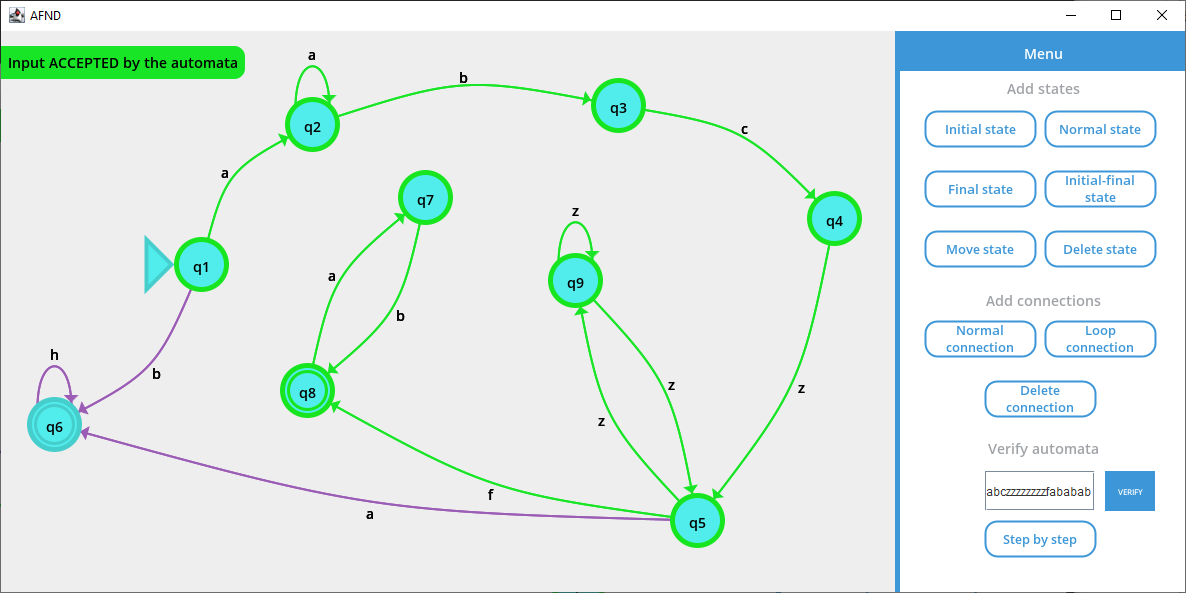 AFND
Input ACCEPTED by the automata
Menu
Add states
Initial state
Normal state
Final state
Initial-final
state
Move state
Delete state
Add connections
Normal
connection
Loop
connection
Delete
connection
Verify automata
abczzzzzzzzfababab
VERIFY
Step by step
a
q2
b
q3
c
q4
a
q7
q1
z
q9
a
b
h
b
q8
z
z
z
q6
f
a
q5